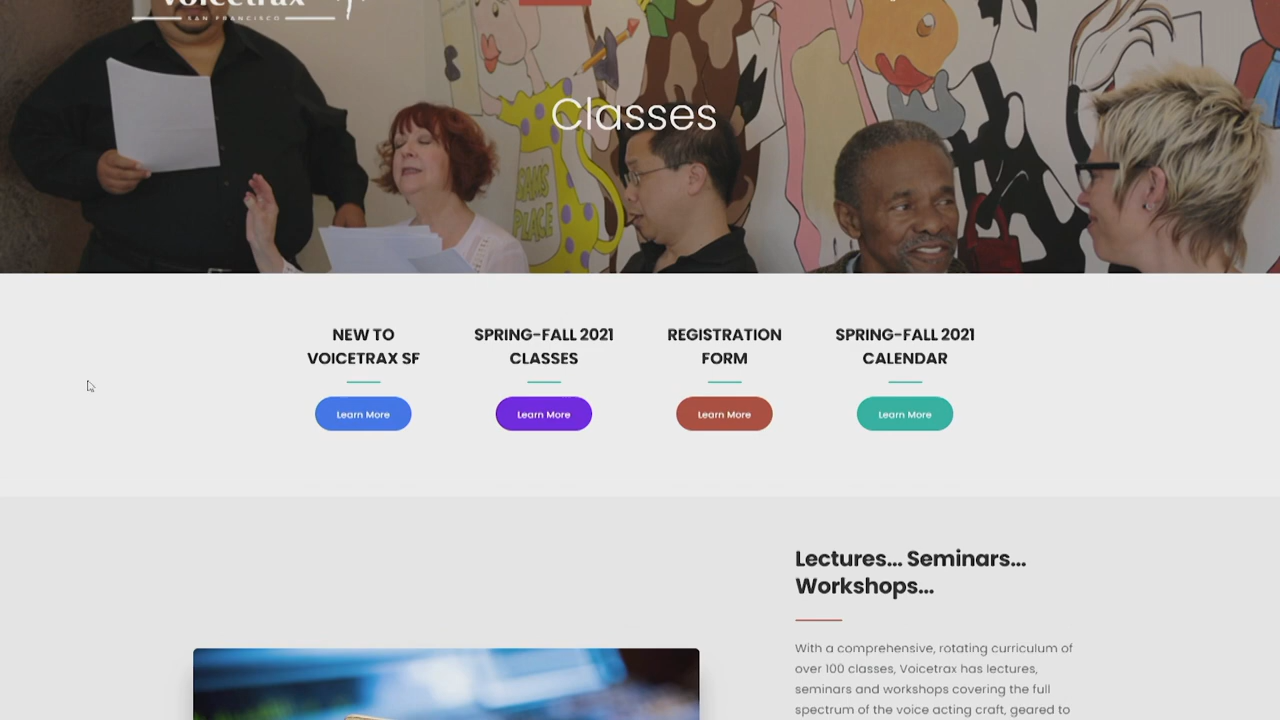 voicetrax
SAN FRANCISCO
Classes
HANS
PLACE
NEW TO
VOICETRAX SF
Learn More
SPRING-FALL 2021
CLASSES
Learn More
REGISTRATION
FORM
Learn More
SPRING-FALL 2021
CALENDAR
Learn More
Lectures... Seminars...
Workshops...
With a comprehensive, rotating curriculum of
over 100 classes, Voicetrax has lectures,
seminars and workshops covering the full
spectrum of the voice acting craft, geared to